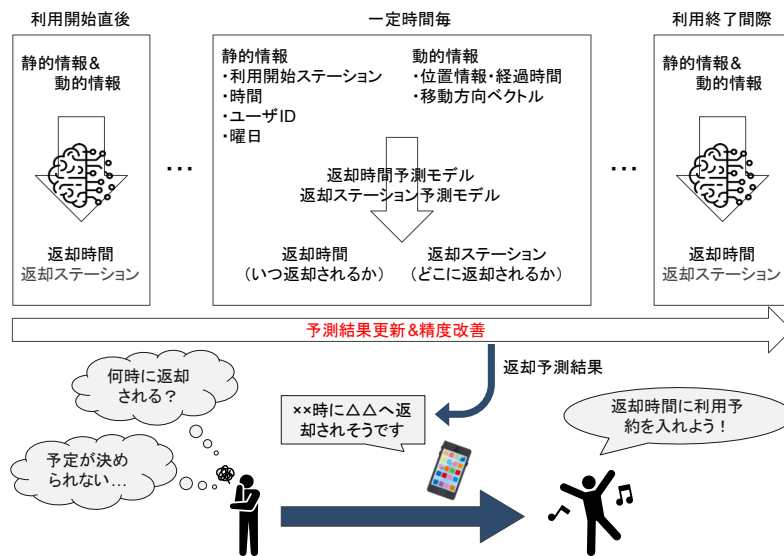 利用開始直後
静的情報&
動的情報
返却時間
返却ステーション
…
一定時間毎
静的情報
・利用開始ステーション
・時間
・ユーザID
・曜日
動的情報
・位置情報・経過時間
・移動方向ベクトル
返却時間予測モデル
返却ステーション予測モデル
返却時間
(いつ返却されるか)
返却ステーション
(どこに返却されるか)
…
利用終了間際
静的情報&
動的情報
返却時間
返却ステーション
予測結果更新&精度改善
返却予測結果
何時に返却
される？
予定が決め
られない…
××時に△△へ返
却されそうです
返却時間に利用予
約を入れよう！